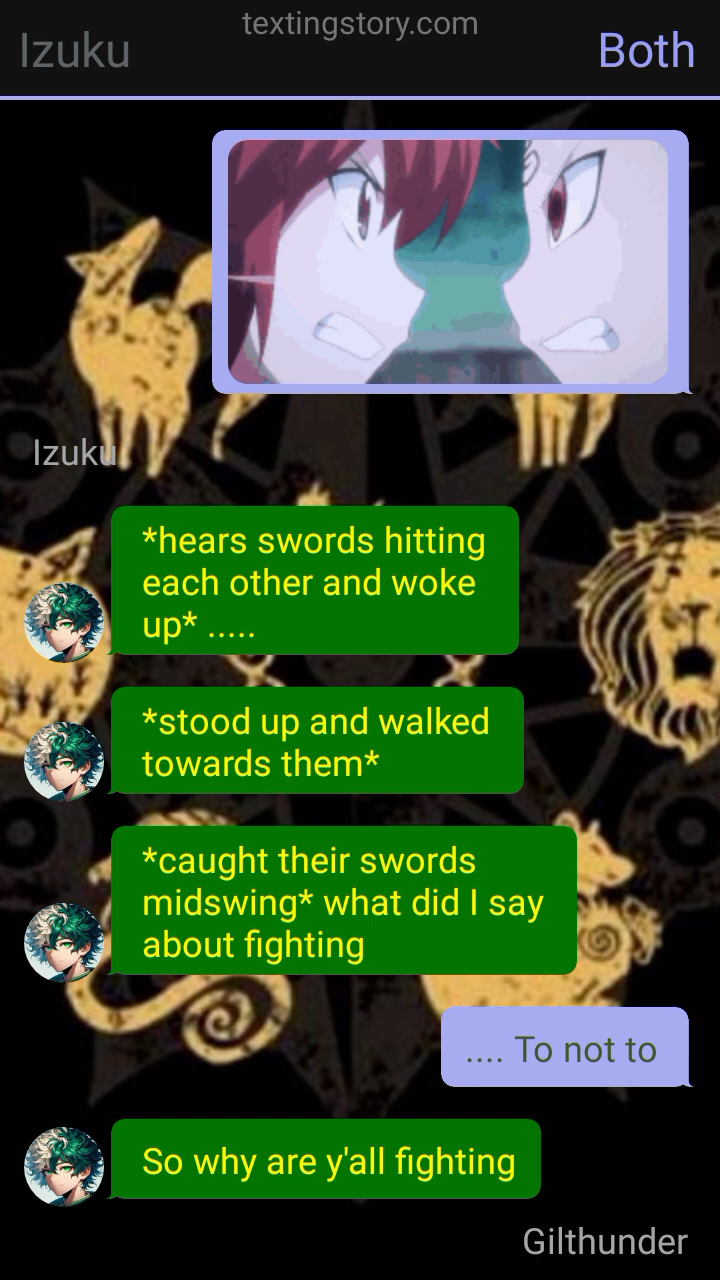 textingstory.com
Izuku
Both
Izuku
*hears swords hitting
each other and woke
up* .....
*stood up and walked
towards them*
*caught their swords
midswing* what did I say
about fighting
.... To not to
So why are y'all fighting
Gilthunder